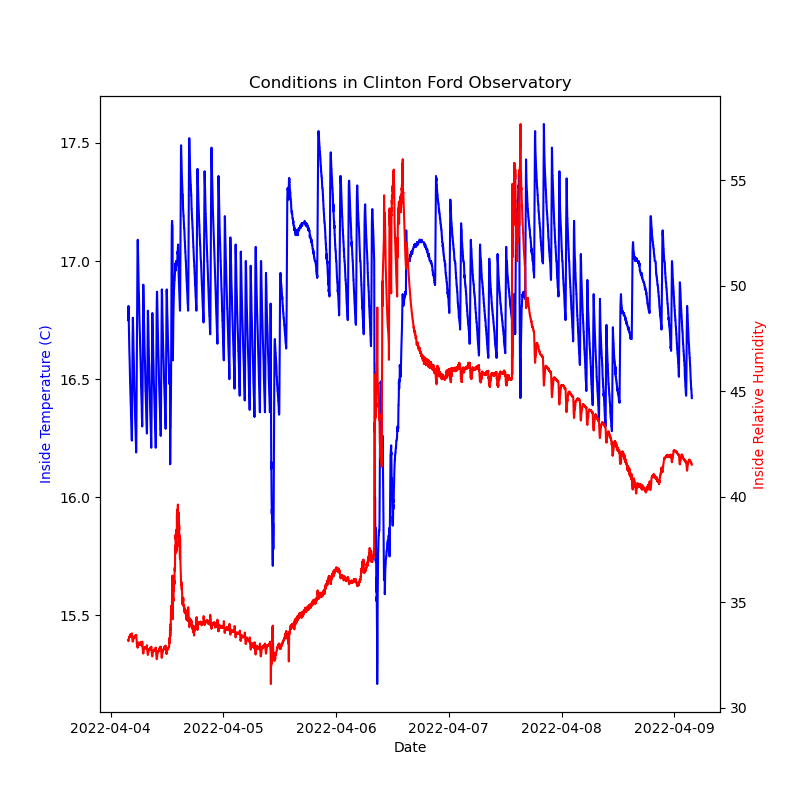 Conditions in Clinton Ford Observatory
17.5
17.0
16.5
16.0
15.5
Inside Temperature (C)
55
50
45
40
35
30
Inside Relative Humidity
2022-04-04 2022-04-05 2022-04-06 2022-04-07 2022-04-08 2022-04-09
Date